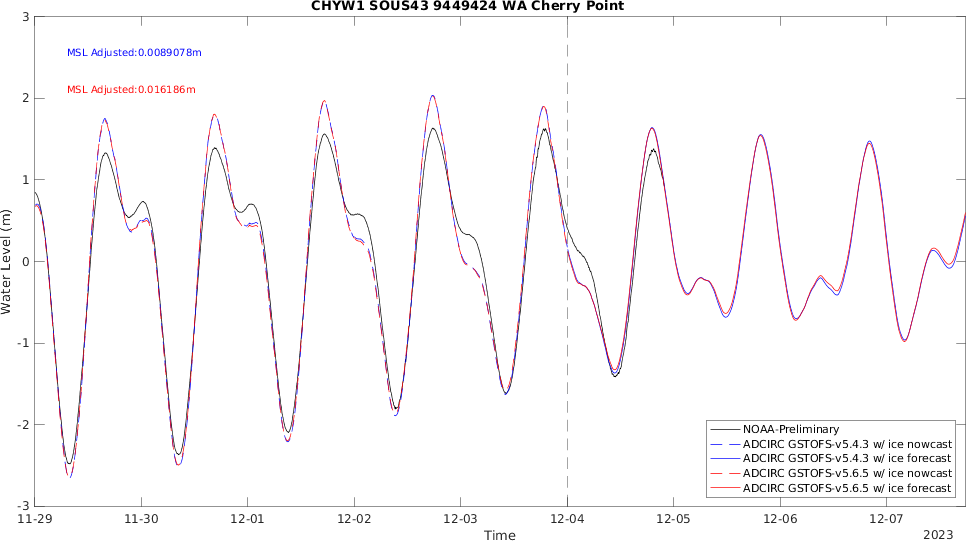 CHYW1 SOUS43 9449424 WA Cherry Point
MSL Adjusted:0.0089078m
MSL Adjusted:0.016186m
Water Level (m)
3
2
1
0
-1
-2
-3
NOAA-Preliminary
ADCIRC GSTOFS-v5.4.3 w/ ice nowcast
ADCIRC GSTOFS-v5.4.3 w/ ice forecast
ADCIRC GSTOFS-v5.6.5 w/ ice nowcast
ADCIRC GSTOFS-v5.6.5 w/ ice forecast
11-29 11-30 12-01 12-02 12-03 12-04 12-05 12-06 12-07
Time
2023